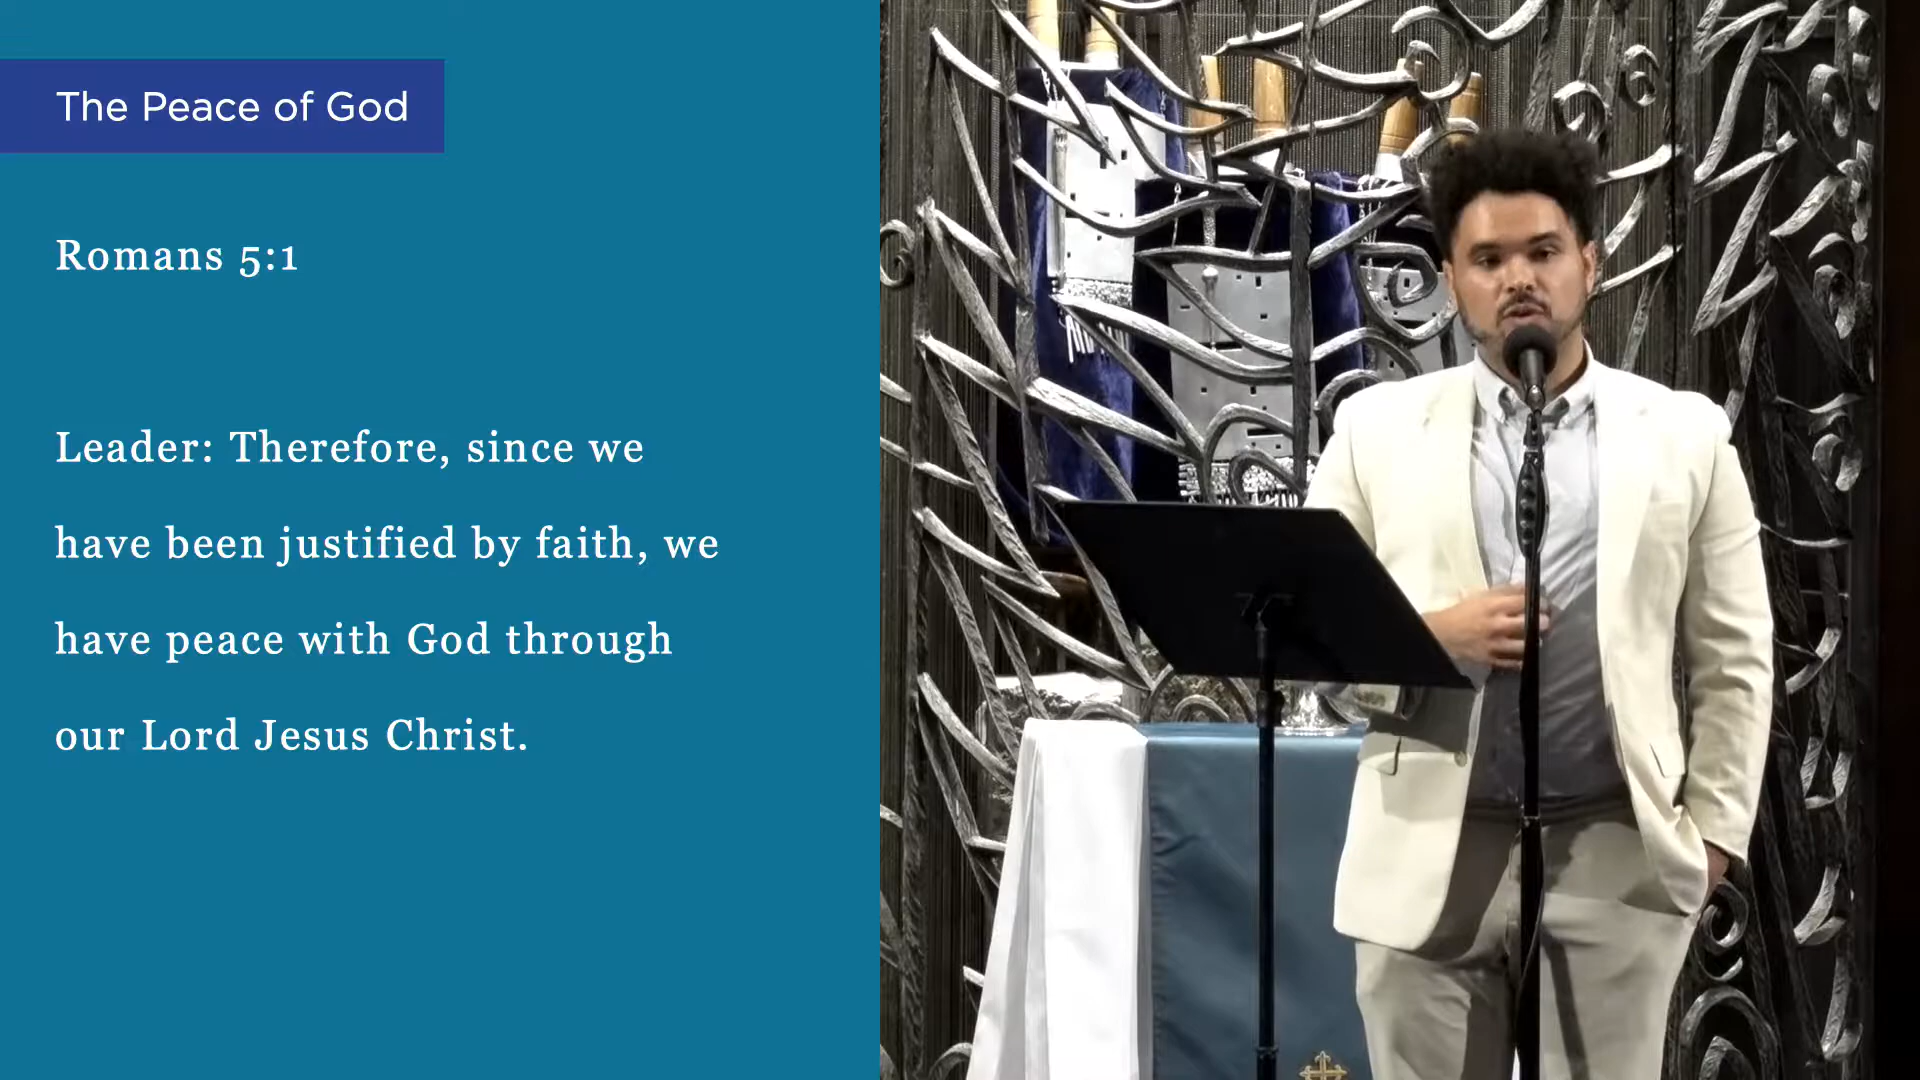 The Peace of God
Romans 5:1
Leader: Therefore, since we
have been justified by faith, we
have peace with God through
our Lord Jesus Christ.